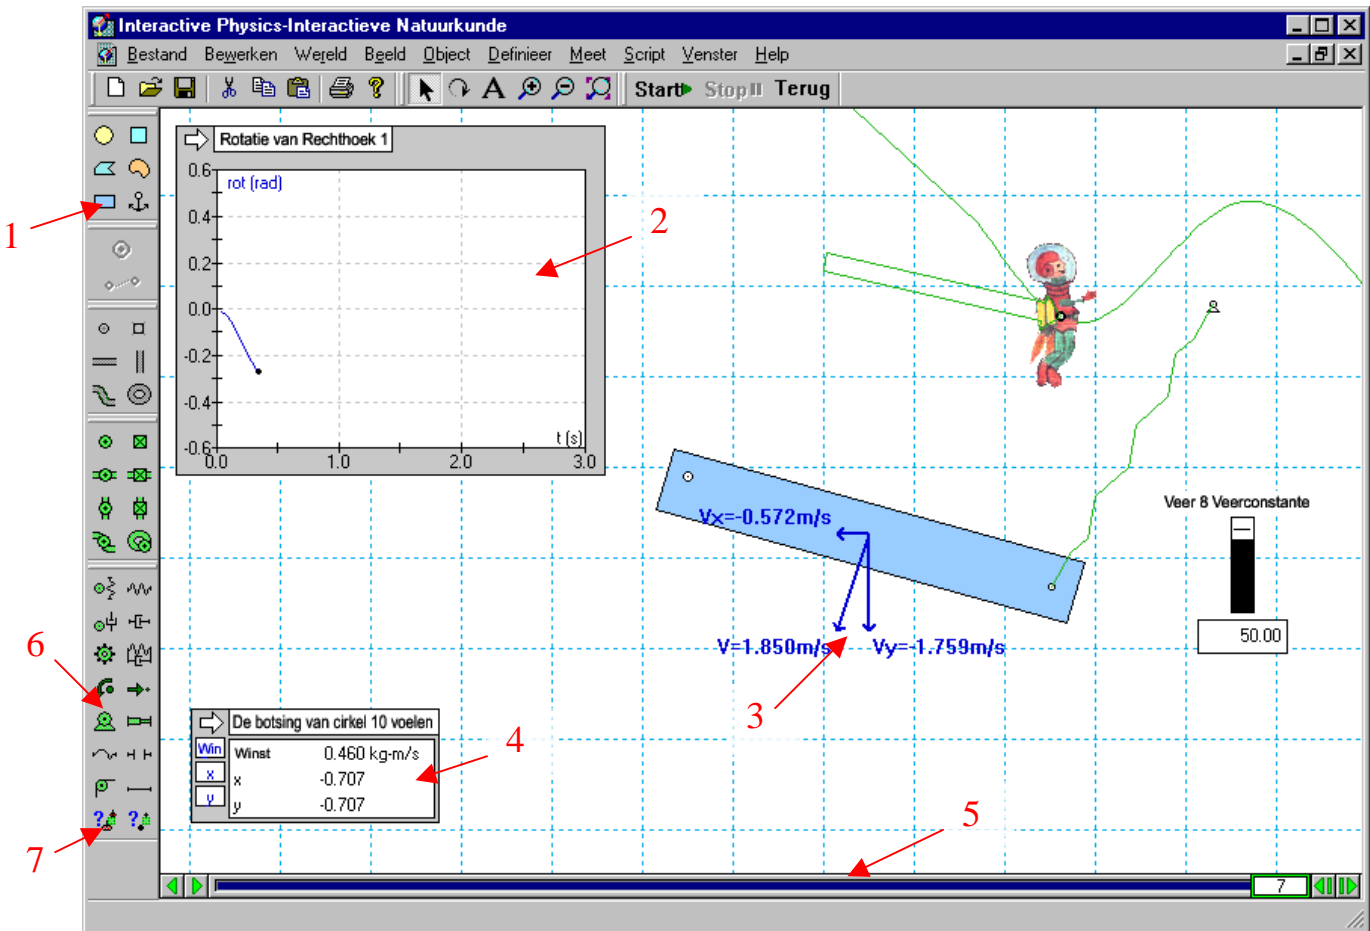 Interactive Physics-Interactieve Natuurkunde
Bestand Bewerken Wereld Beeld Object Definieer Meet Script Venster Help
A Start Stop Terug
1
Rotatie van Rechthoek 1
rot (rad)
0.6
0.4
0.2
0.0
-0.2
-0.4
-0.6
t (s)
0.0 1.0 2.0 3.0
2
Vx=-0.572m/s
V=1.850m/s Vy=-1.759m/s
3
Veer 8 Veerconstante
50.00
6
De botsing van cirkel 10 voelen
Win Winst 0.460 kg-m/s
x x -0.707
y y -0.707
4
5
7
7